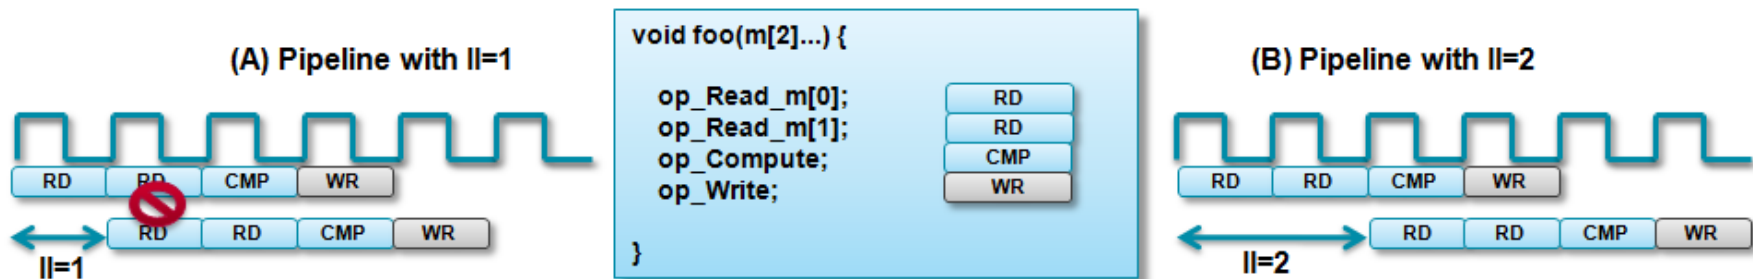 (A) Pipeline with II=1
RD RD CMP WR
RD RD CMP WR
II=1
void foo(m[2]...) {
op_Read_m[0]; RD
op_Read_m[1]; RD
op_Compute; CMP
op_Write; WR
}
(B) Pipeline with II=2
RD RD CMP WR
RD RD CMP WR
II=2